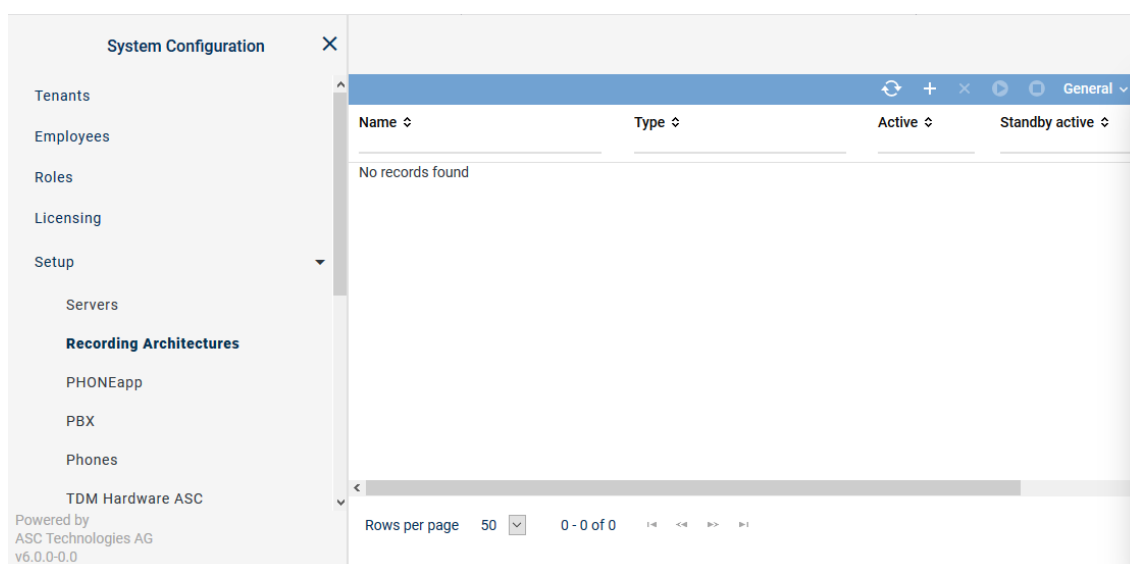 System Configuration
Tenants
Employees
Roles
Licensing
Setup
Servers
Recording Architectures
PHONEapp
PBX
Phones
TDM Hardware ASC
Powered by
ASC Technologies AG
v6.0.0-0.0
General
Name Type Active Standby active
No records found
Rows per page 50 0 - 0 of 0